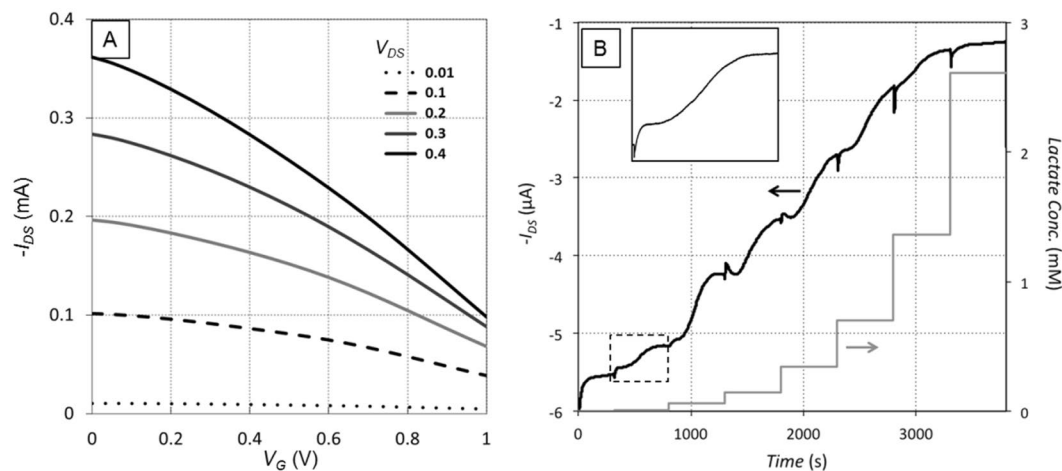 A
0.4
0.3
0.2
0.1
0
-I_DS (mA)
V_DS
0.01
0.1
0.2
0.3
0.4
0 0.2 0.4 0.6 0.8 1
V_G (V)
B
-1
-2
-3
-4
-5
-6
-I_DS (µA)
3
2
1
0
Lactate Conc.
(mM)
0 1000 2000 3000
Time (s)